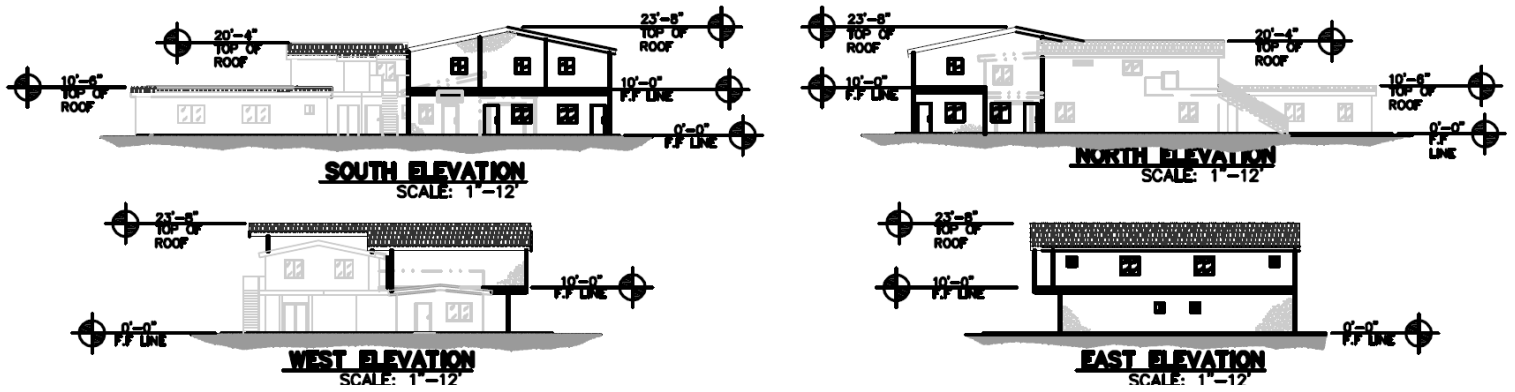 23'-8"
TOP OF
ROOF
20'-4"
TOP OF
ROOF
10'-6"
TOP OF
ROOF
10'-0"
F.F LINE
0'-0"
F.F LINE
SOUTH ELEVATION
SCALE: 1"-12'
23'-8"
TOP OF
ROOF
20'-4"
TOP OF
ROOF
10'-0"
F.F LINE
10'-6"
TOP OF
ROOF
0'-0"
F.F
LINE
NORTH ELEVATION
SCALE: 1"-12'
23'-8"
TOP OF
ROOF
10'-0"
F.F LINE
0'-0"
F.F LINE
WEST ELEVATION
SCALE: 1"-12'
23'-8"
TOP OF
ROOF
10'-0"
F.F LINE
0'-0"
F.F LINE
EAST ELEVATION
SCALE: 1"-12'